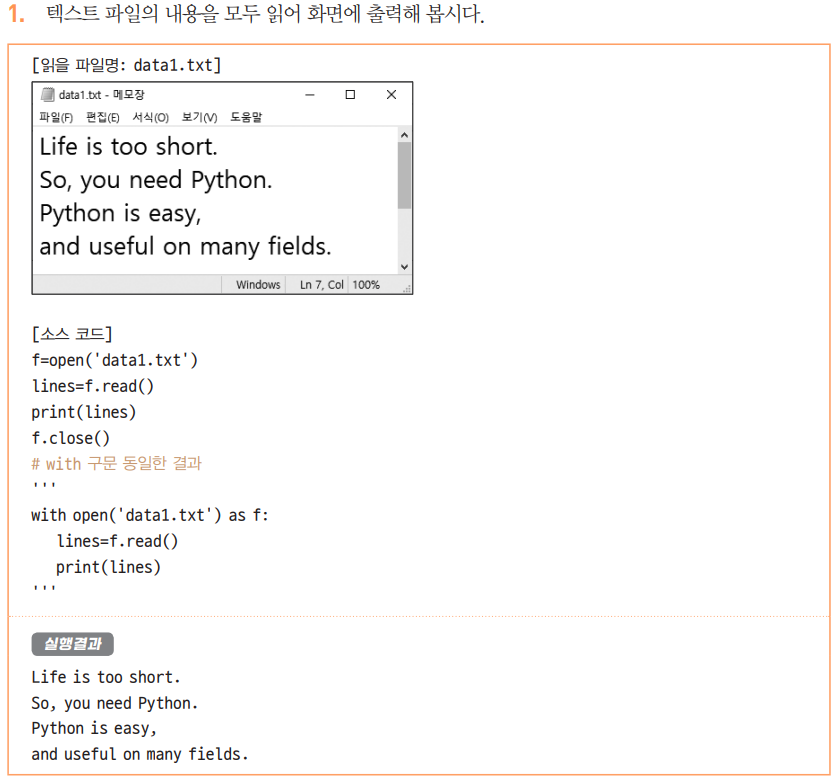 1. 텍스트 파일의 내용을 모두 읽어 화면에 출력해 봅시다.
[읽을 파일명: data1.txt]
data1.txt - 메모장
파일(F) 편집(E) 서식(O) 보기(V) 도움말
Life is too short.
So, you need Python.
Python is easy,
and useful on many fields.
Windows Ln 7, Col 100%
[소스 코드]
f=open('data1.txt')
lines=f.read()
print(lines)
f.close()
# with 구문 동일한 결과
'''
with open('data1.txt') as f:
    lines=f.read()
    print(lines)
'''
실행결과
Life is too short.
So, you need Python.
Python is easy,
and useful on many fields.